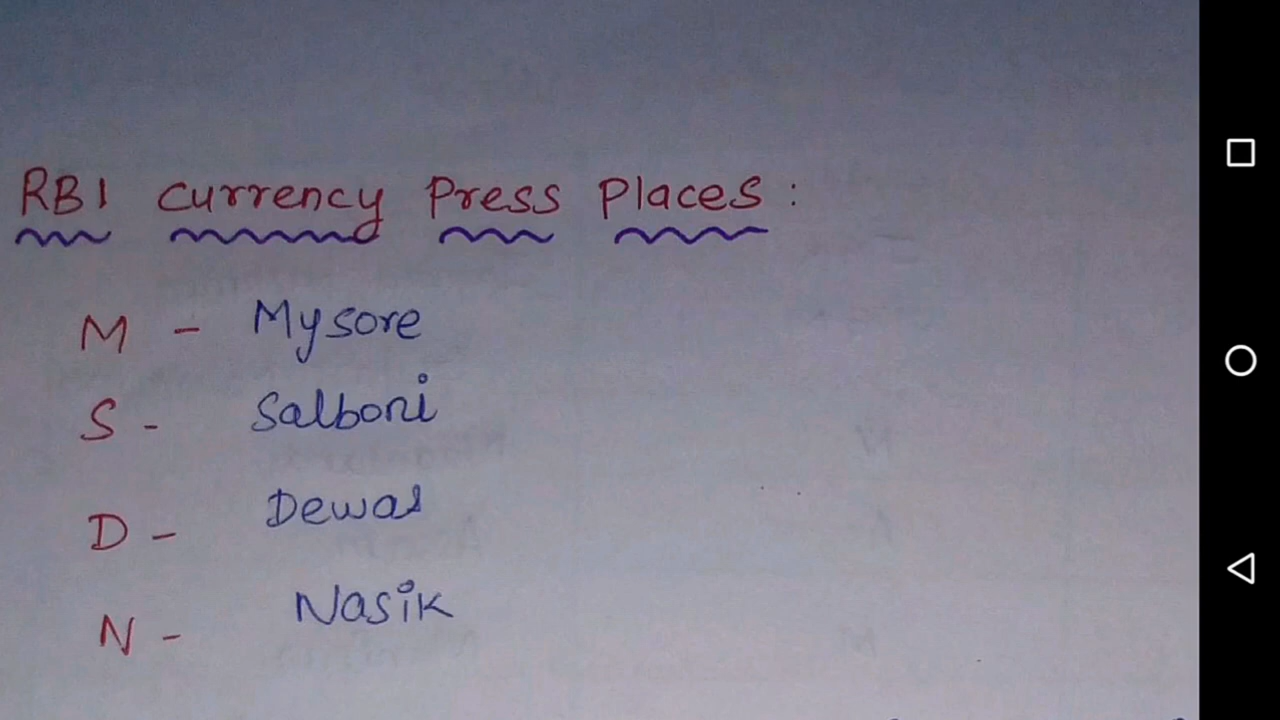 RBI Currency Press Places :
M - Mysore
S - Salboni
D - Dewas
N - Nasik